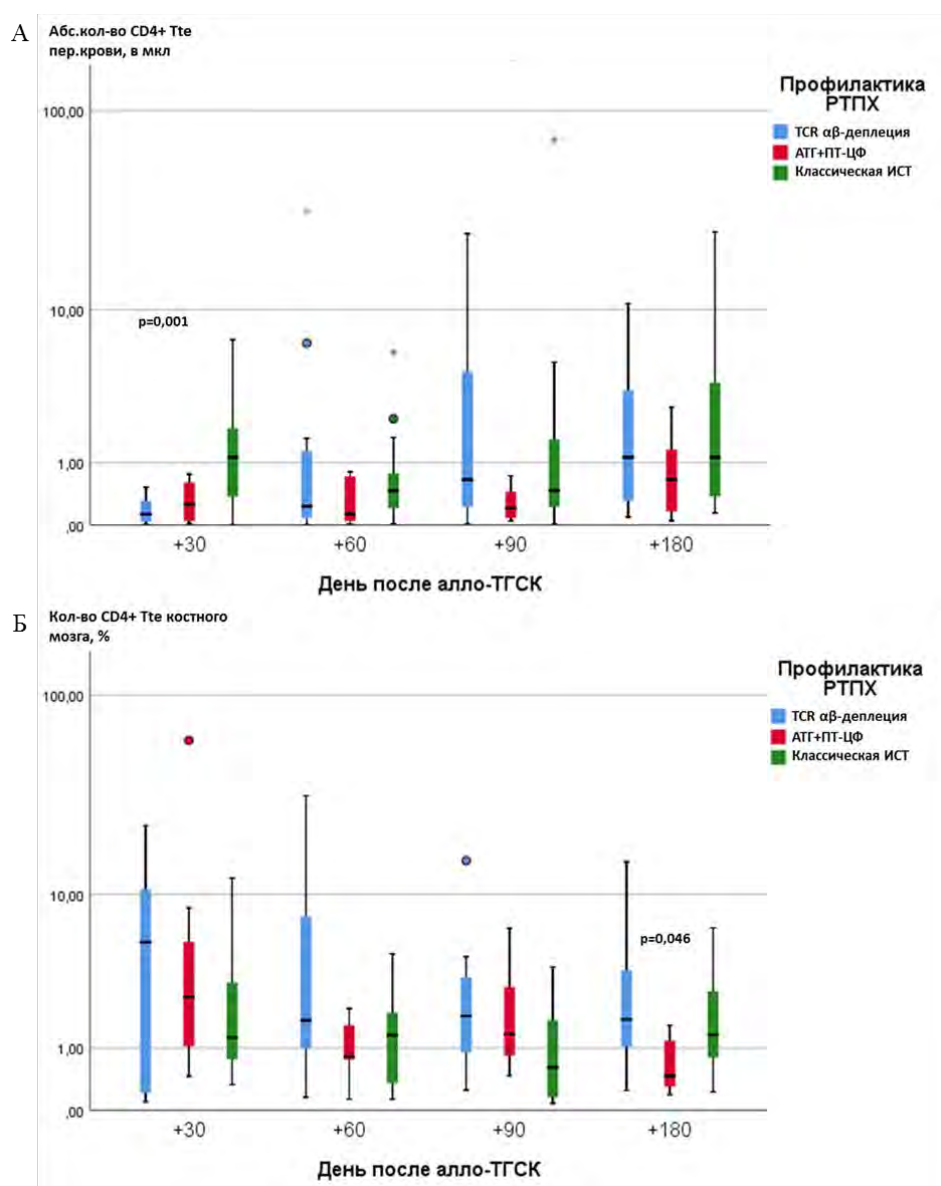 А
Абс.кол-во CD4+ Tte
пер.крови, в мкл
100,00
10,00
1,00
,00
p=0,001
+30
+60
+90
+180
День после алло-ТГСК
Профилактика
РТПХ
TCR αβ-деплеция
АТГ+ПТ-ЦФ
Классическая ИСТ
Б
Кол-во CD4+ Tte костного
мозга, %
100,00
10,00
1,00
,00
p=0,046
+30
+60
+90
+180
День после алло-ТГСК
Профилактика
РТПХ
TCR αβ-деплеция
АТГ+ПТ-ЦФ
Классическая ИСТ